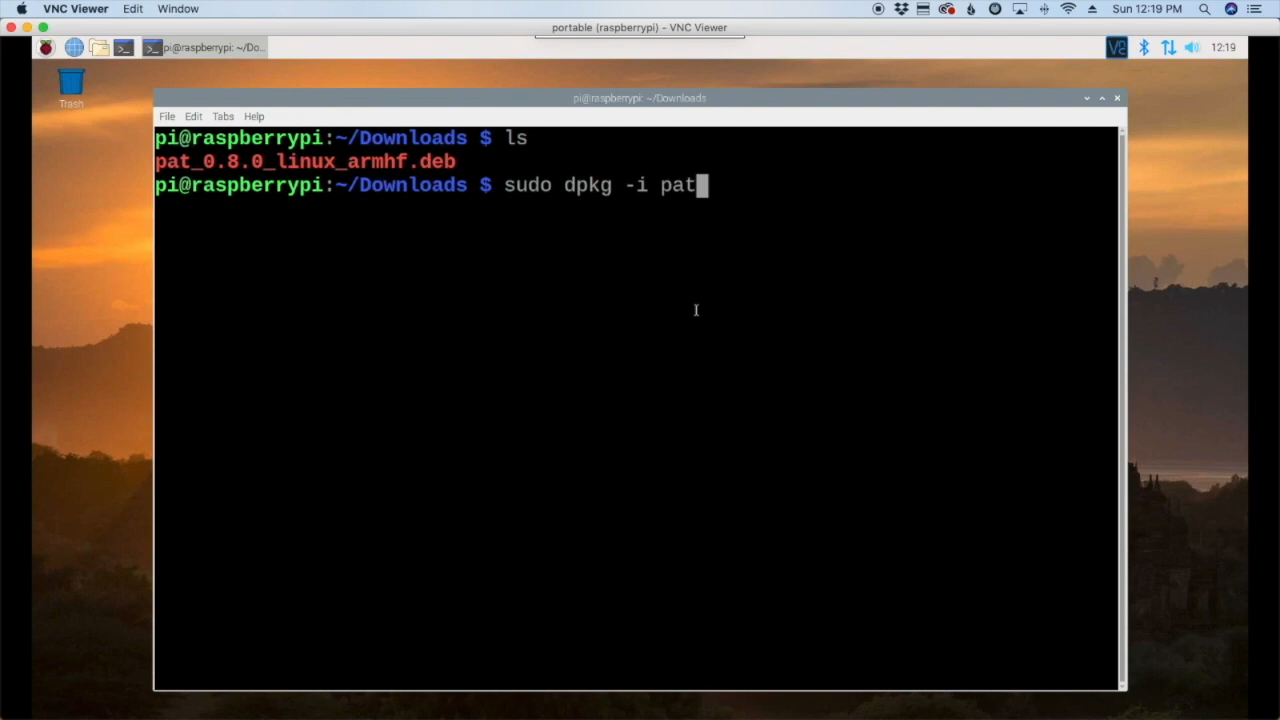 VNC Viewer Edit Window Sun 12:19 PM
portable (raspberrypi) - VNC Viewer
pi@raspberrypi: ~/Do... 12:19
Trash
pi@raspberrypi: ~/Downloads
File Edit Tabs Help
pi@raspberrypi:~/Downloads $ ls
pat_0.8.0_linux_armhf.deb
pi@raspberrypi:~/Downloads $ sudo dpkg -i pat